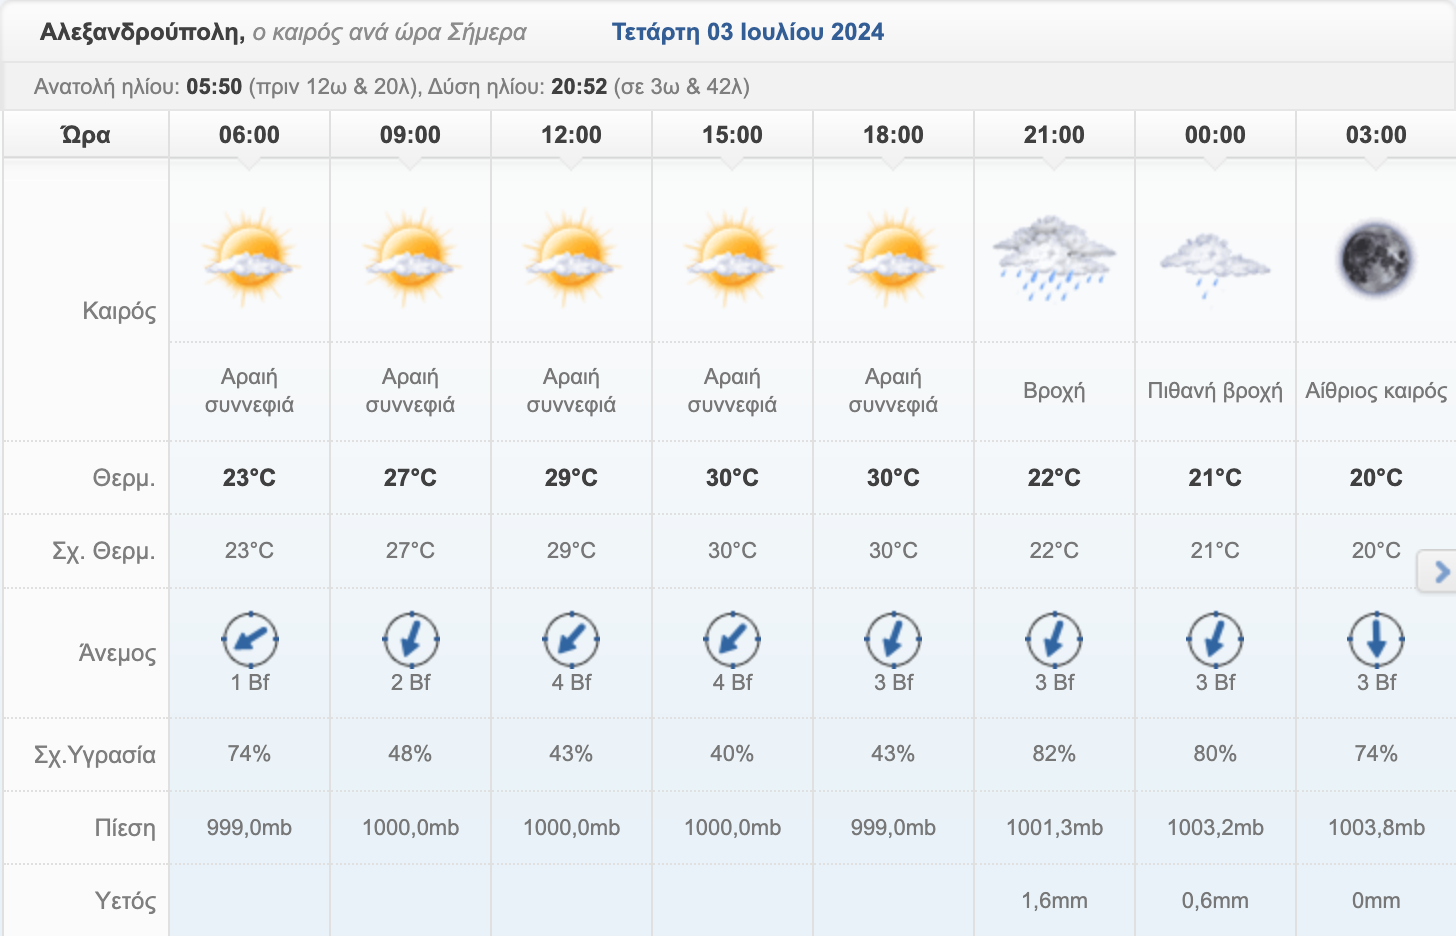 Αλεξανδρούπολη, ο καιρός ανά ώρα Σήμερα Τετάρτη 03 Ιουλίου 2024
Ανατολή ηλίου: 05:50 (πριν 12ω & 20λ), Δύση ηλίου: 20:52 (σε 3ω & 42λ)
Ώρα 06:00 09:00 12:00 15:00 18:00 21:00 00:00 03:00
Καιρός
Αραιή συννεφιά Αραιή συννεφιά Αραιή συννεφιά Αραιή συννεφιά Αραιή συννεφιά Βροχή Πιθανή βροχή Αίθριος καιρός
Θερμ. 23°C 27°C 29°C 30°C 30°C 22°C 21°C 20°C
Σχ. Θερμ. 23°C 27°C 29°C 30°C 30°C 22°C 21°C 20°C
Άνεμος 1 Bf 2 Bf 4 Bf 4 Bf 3 Bf 3 Bf 3 Bf 3 Bf
Σχ.Υγρασία 74% 48% 43% 40% 43% 82% 80% 74%
Πίεση 999,0mb 1000,0mb 1000,0mb 1000,0mb 999,0mb 1001,3mb 1003,2mb 1003,8mb
Υετός 1,6mm 0,6mm 0mm